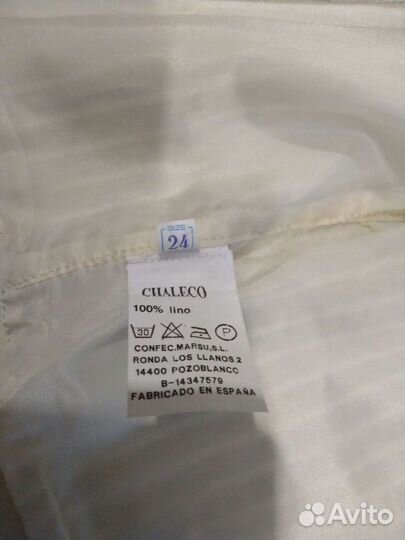 SIZE
24
CHALECO
100% lino
30 P
CONFEC.MARSU,S.L.
RONDA LOS LLANOS,2
14400 POZOBLANCO
B-14347579
FABRICADO EN ESPAÑA
Avito